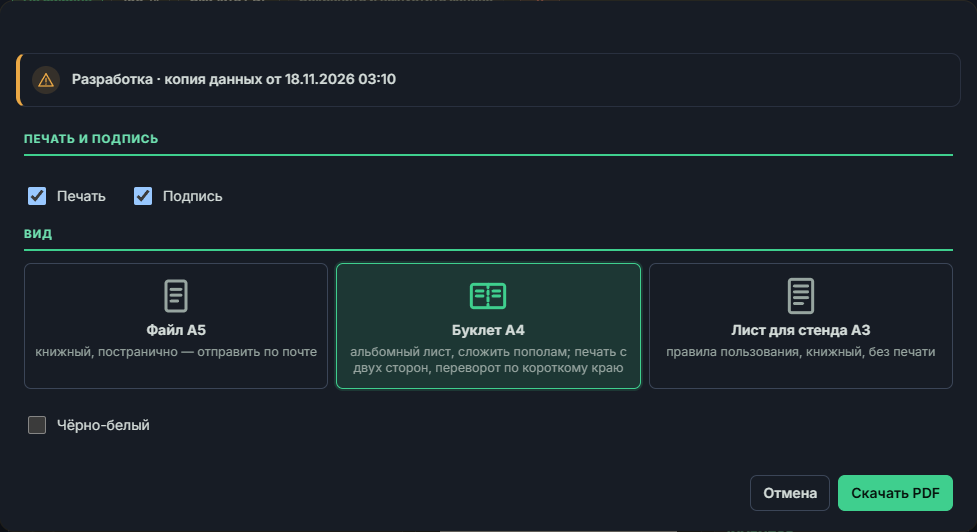 Разработка · копия данных от 18.11.2026 03:10
ПЕЧАТЬ И ПОДПИСЬ
Печать
Подпись
ВИД
Файл А5
книжный, постранично — отправить по почте
Буклет А4
альбомный лист, сложить пополам; печать с
двух сторон, переворот по короткому краю
Лист для стенда А3
правила пользования, книжный, без печати
Чёрно-белый
Отмена
Скачать PDF